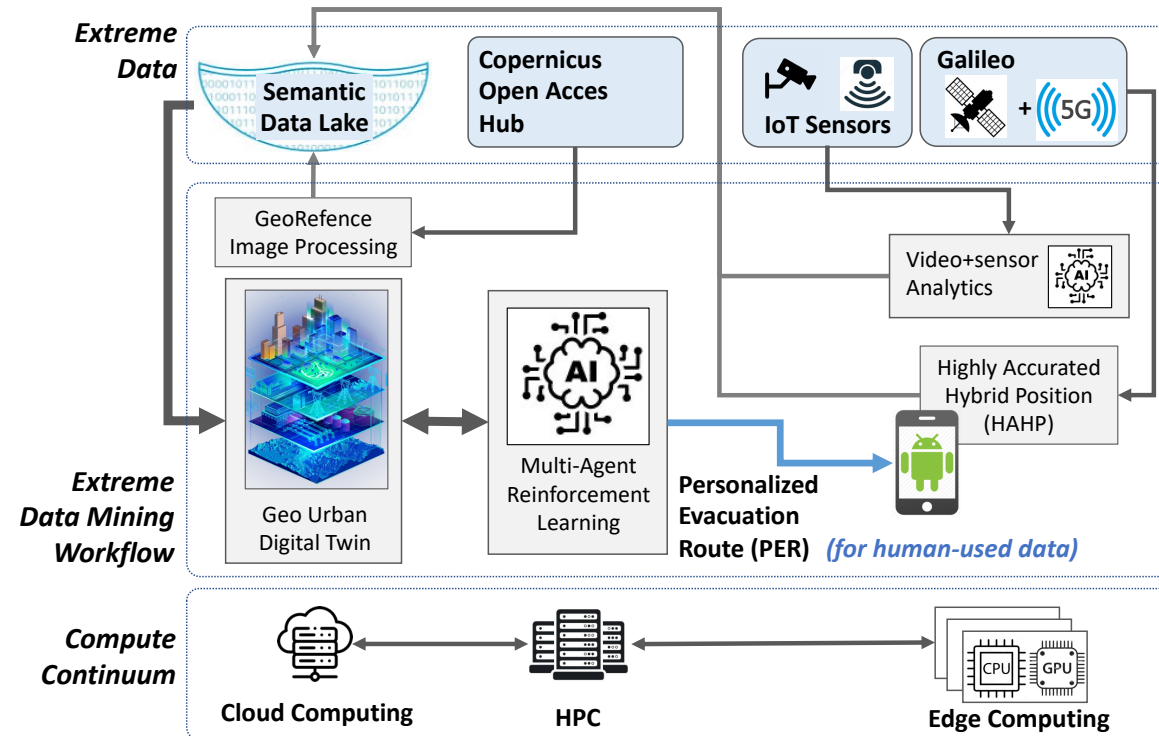 Extreme
Data
Semantic
Data Lake
Copernicus
Open Acces
Hub
IoT Sensors
Galileo
+
5G
GeoRefence
Image Processing
Video+sensor
Analytics
AI
Highly Accurated
Hybrid Position
(HAHP)
AI
Multi-Agent
Reinforcement
Learning
Geo Urban
Digital Twin
Extreme
Data Mining
Workflow
Personalized
Evacuation
Route (PER) (for human-used data)
Compute
Continuum
Cloud Computing
HPC
CPU
GPU
Edge Computing